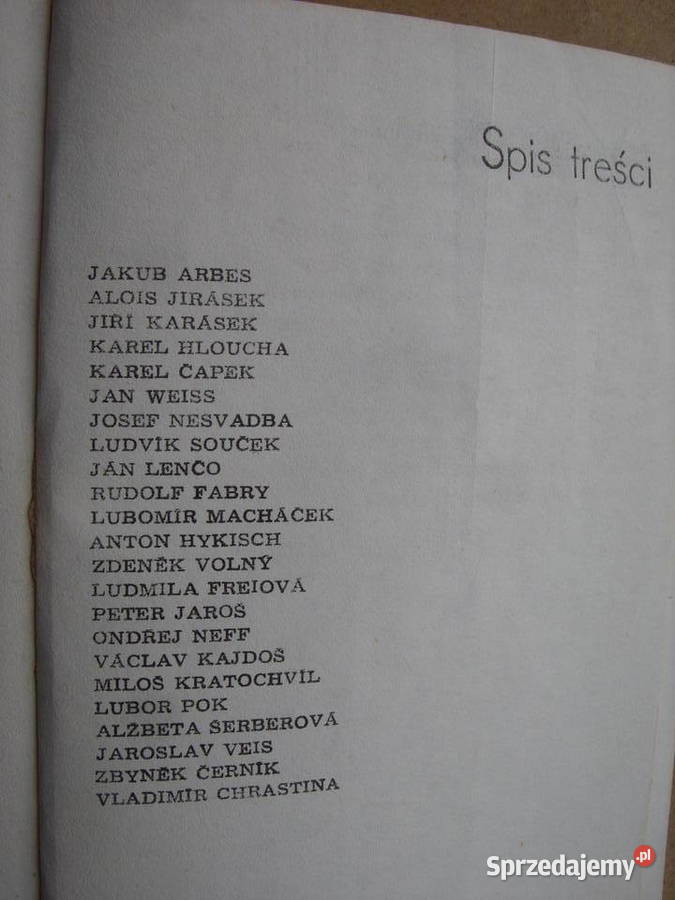 Spis treści
JAKUB ARBES
ALOIS JIRÁSEK
JIŘÍ KARÁSEK
KAREL HLOUCHA
KAREL ČAPEK
JAN WEISS
JOSEF NESVADBA
LUDVÍK SOUČEK
JÁN LENČO
RUDOLF FABRY
LUBOMÍR MACHÁČEK
ANTON HYKISCH
ZDENĚK VOLNÝ
LUDMILA FREIOVÁ
PETER JAROŠ
ONDŘEJ NEFF
VÁCLAV KAJDOŠ
MILOŠ KRATOCHVÍL
LUBOR POK
ALŽBETA ŠERBEROVÁ
JAROSLAV VEIS
ZBYNĚK ČERNÍK
VLADIMÍR CHRASTINA
Sprzedajemy.pl